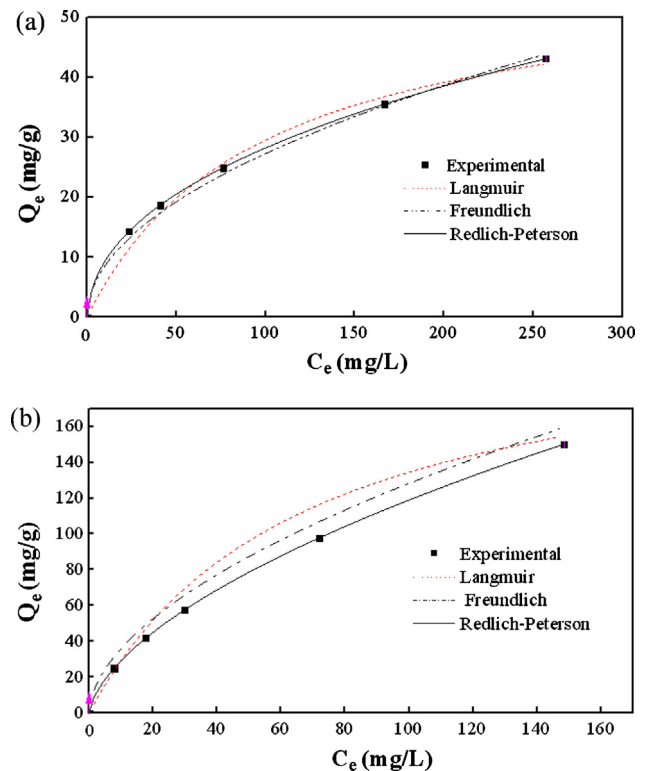 (a)
50
40
30
20
10
0
Qe (mg/g)
Experimental
Langmuir
Freundlich
Redlich-Peterson
0 50 100 150 200 250 300
Ce (mg/L)
(b)
160
140
120
100
80
60
40
20
0
Qe (mg/g)
Experimental
Langmuir
Freundlich
Redlich-Peterson
0 20 40 60 80 100 120 140 160
Ce (mg/L)